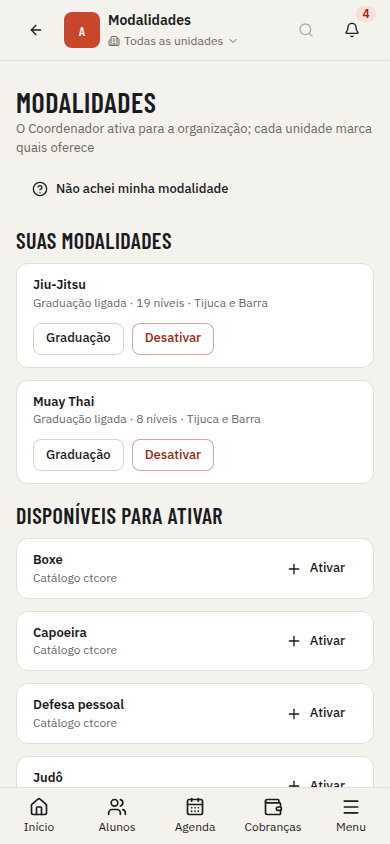 A
Modalidades
Todas as unidades
4
MODALIDADES
O Coordenador ativa para a organização; cada unidade marca
quais oferece
Não achei minha modalidade
SUAS MODALIDADES
Jiu-Jitsu
Graduação ligada · 19 níveis · Tijuca e Barra
Graduação Desativar
Muay Thai
Graduação ligada · 8 níveis · Tijuca e Barra
Graduação Desativar
DISPONÍVEIS PARA ATIVAR
Boxe
Catálogo ctcore
Ativar
Capoeira
Catálogo ctcore
Ativar
Defesa pessoal
Catálogo ctcore
Ativar
Judô
Ativar
Início Alunos Agenda Cobranças Menu